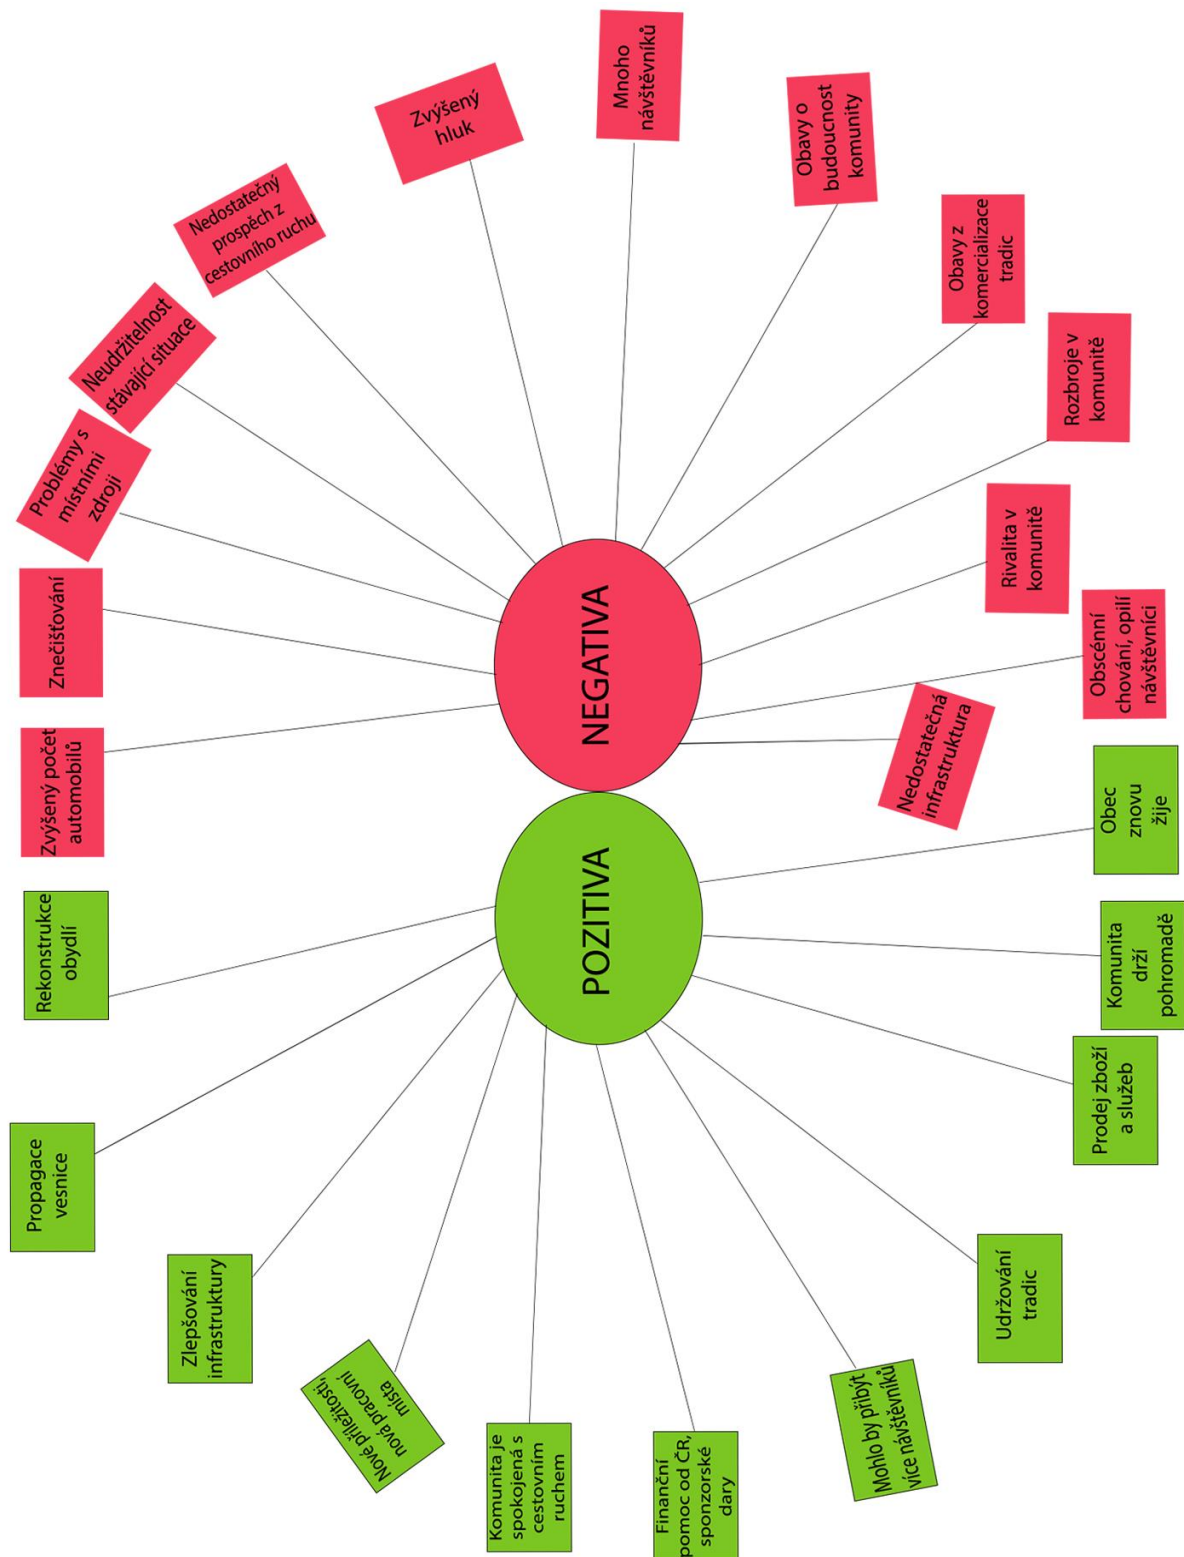 NEGATIVA
Zvýšený počet
automobilů
Znečišťování
Problémy s
místními
zdroji
Neudržitelnost
stávající situace
Nedostatečný
prospěch z
cestovního ruchu
Zvýšený
hluk
Mnoho
návštěvníků
Obavy o
budoucnost
komunity
Obavy z
komercializace
tradic
Rozbroje v
komunitě
Rivalita v
komunitě
Obscénní
chování, opilí
návštěvníci
Nedostatečná
infrastruktura
POZITIVA
Rekonstrukce
obydlí
Propagace
vesnice
Zlepšování
infrastruktury
Nové příležitosti,
nová pracovní
místa
Komunita je
spokojená s
cestovním
ruchem
Finanční
pomoc od ČR,
sponzorské
dary
Mohlo by přibýt
více návštěvníků
Udržování
tradic
Prodej zboží
a služeb
Komunita
drží
pohromadě
Obec
znovu
žije